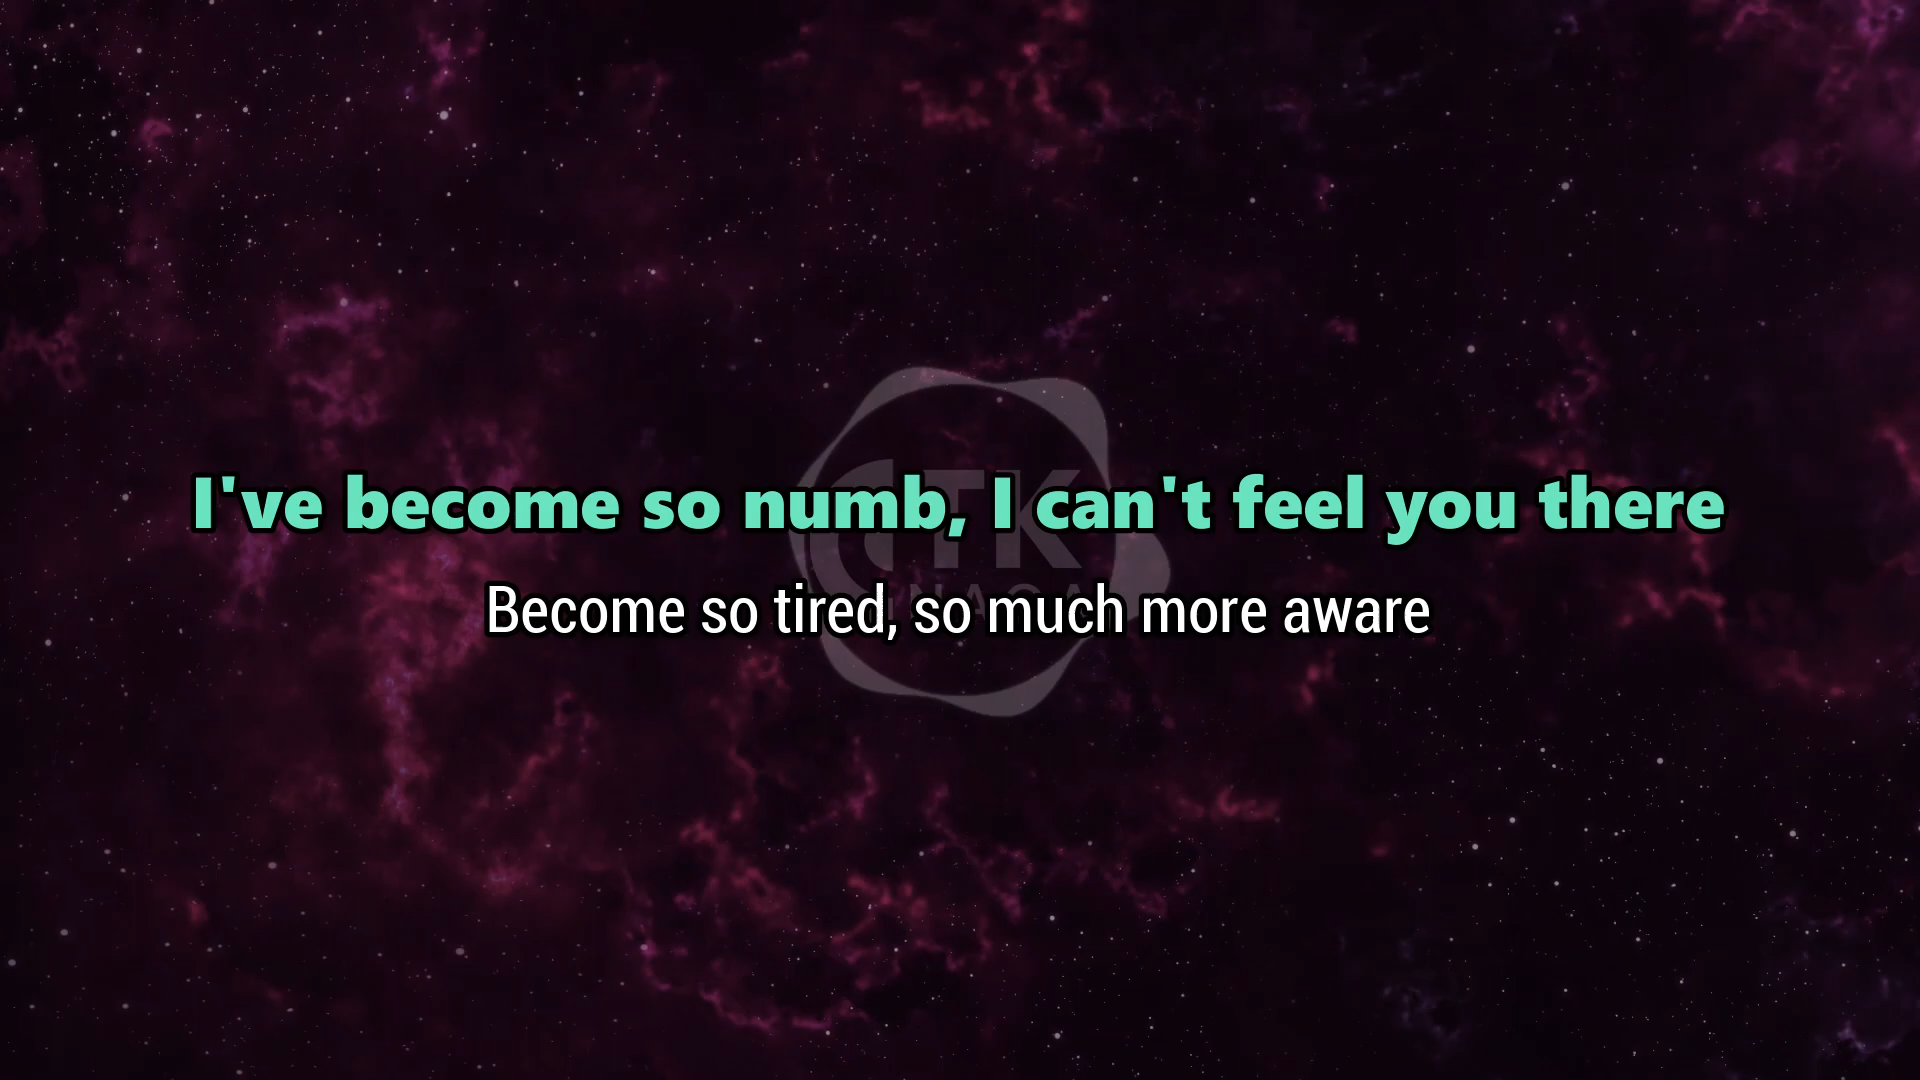 I've become so numb, I can't feel you there
Become so tired, so much more aware